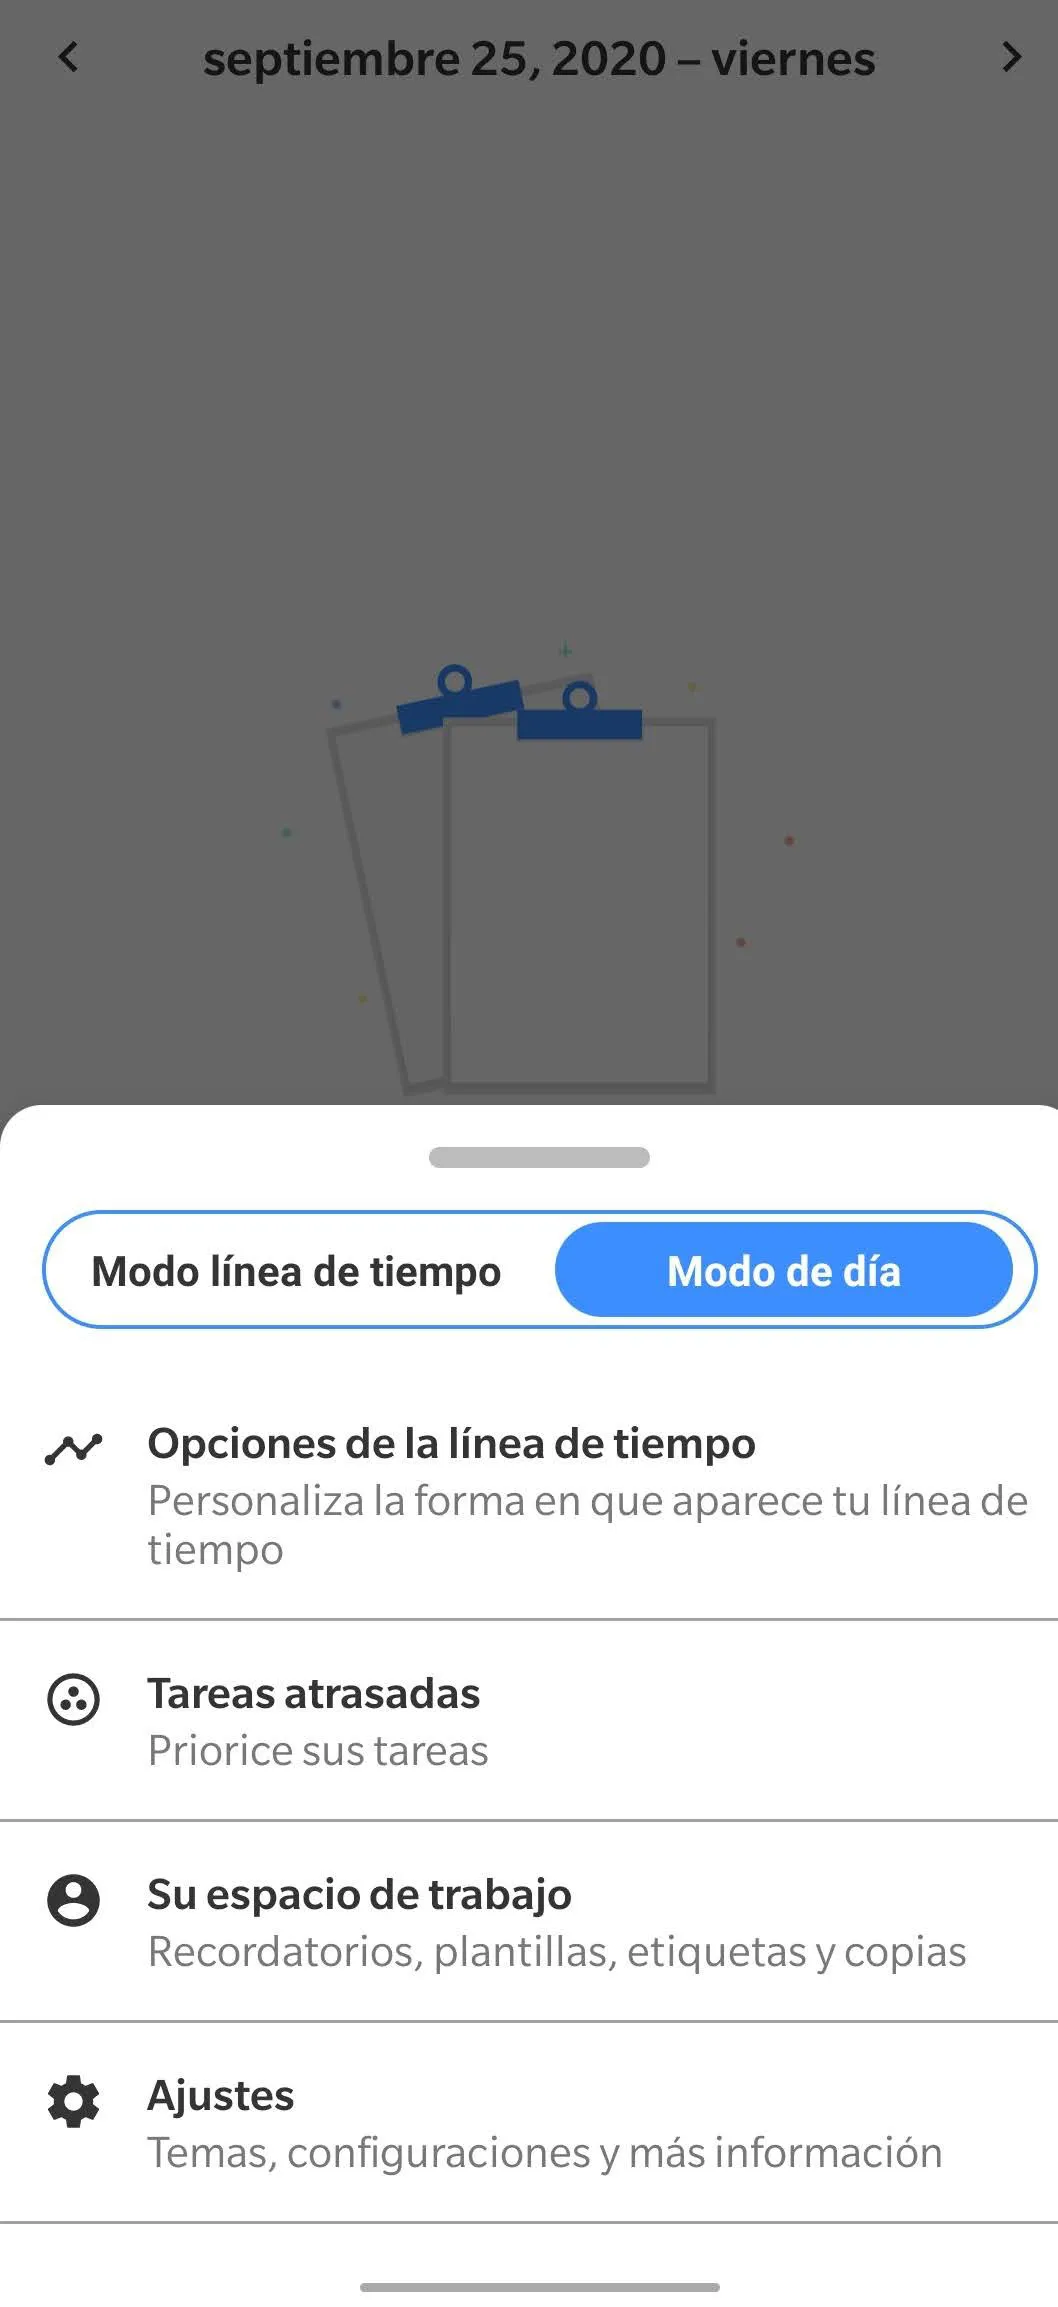 septiembre 25, 2020 – viernes
Modo línea de tiempo
Modo de día
Opciones de la línea de tiempo
Personaliza la forma en que aparece tu línea de
tiempo
Tareas atrasadas
Priorice sus tareas
Su espacio de trabajo
Recordatorios, plantillas, etiquetas y copias
Ajustes
Temas, configuraciones y más información